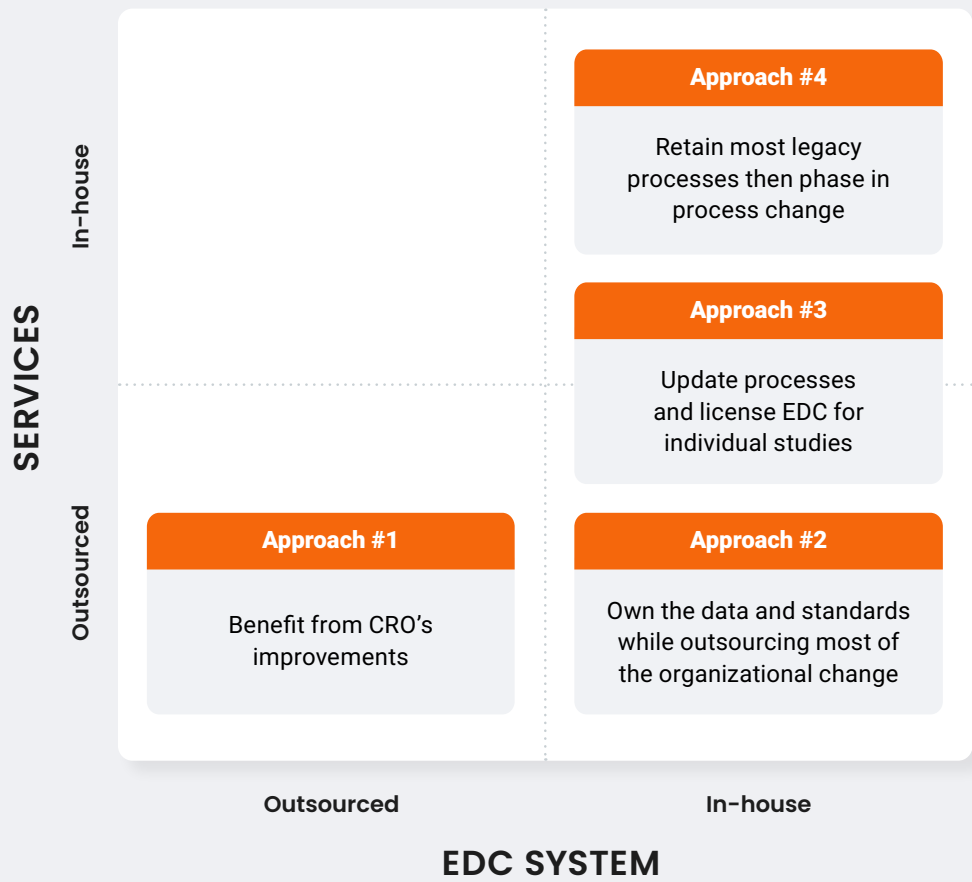 Approach #4
Retain most legacy
processes then phase in
process change
In-house
Approach #3
Update processes
and license EDC for
individual studies
SERVICES
Approach #1
Benefit from CRO’s
improvements
Approach #2
Own the data and standards
while outsourcing most of
the organizational change
Outsourced
Outsourced
In-house
EDC SYSTEM